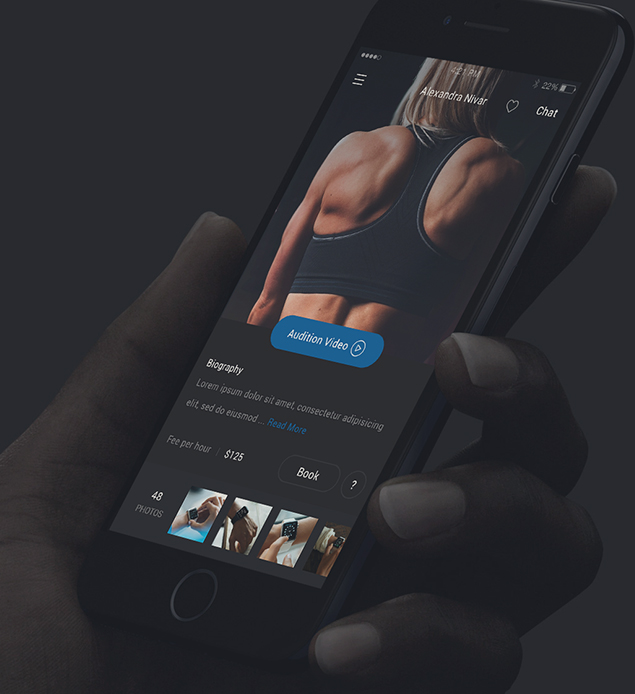 4:21 PM
22%
Alexandra Nivar
Chat
Audition Video
Biography
Lorem ipsum dolor sit amet, consectetur adipisicing
elit, sed do eiusmod ... Read More
Fee per hour | $125
Book
?
48
PHOTOS